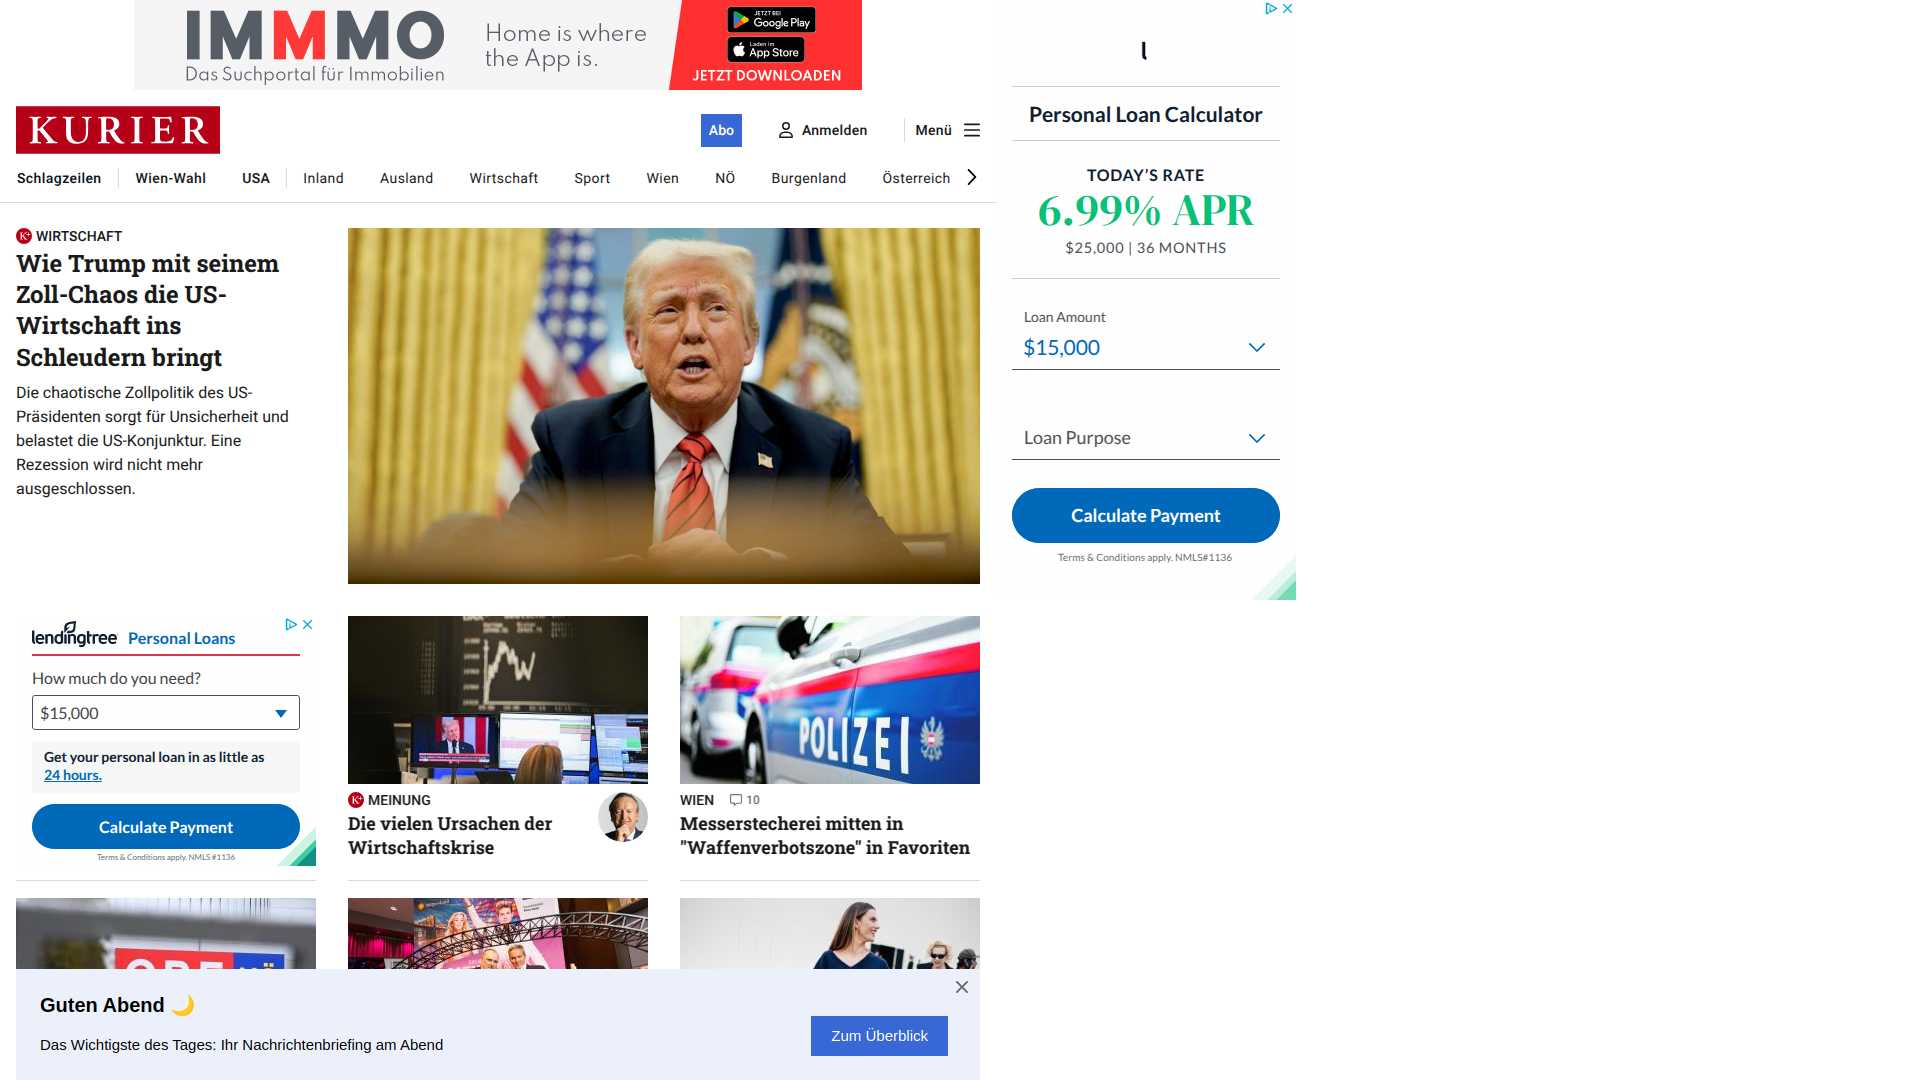 IMMMO
Das Suchportal für Immobilien
Home is where
the App is.
JETZT BEI
Google Play
Laden im
App Store
JETZT DOWNLOADEN
KURIER
Abo
Anmelden
Menü
Schlagzeilen
Wien-Wahl
USA
Inland
Ausland
Wirtschaft
Sport
Wien
NÖ
Burgenland
Österreich
K+ WIRTSCHAFT
Wie Trump mit seinem
Zoll-Chaos die US-
Wirtschaft ins
Schleudern bringt
Die chaotische Zollpolitik des US-
Präsidenten sorgt für Unsicherheit und
belastet die US-Konjunktur. Eine
Rezession wird nicht mehr
ausgeschlossen.
l
Personal Loan Calculator
TODAY'S RATE
6.99% APR
$25,000 | 36 MONTHS
Loan Amount
$15,000
Loan Purpose
Calculate Payment
Terms & Conditions apply. NMLS#1136
lendingtree Personal Loans
How much do you need?
$15,000
Get your personal loan in as little as
24 hours.
Calculate Payment
Terms & Conditions apply. NMLS #1136
K+ MEINUNG
Die vielen Ursachen der
Wirtschaftskrise
POLIZEI
WIEN 10
Messerstecherei mitten in
"Waffenverbotszone" in Favoriten
Guten Abend 🌙
Das Wichtigste des Tages: Ihr Nachrichtenbriefing am Abend
Zum Überblick